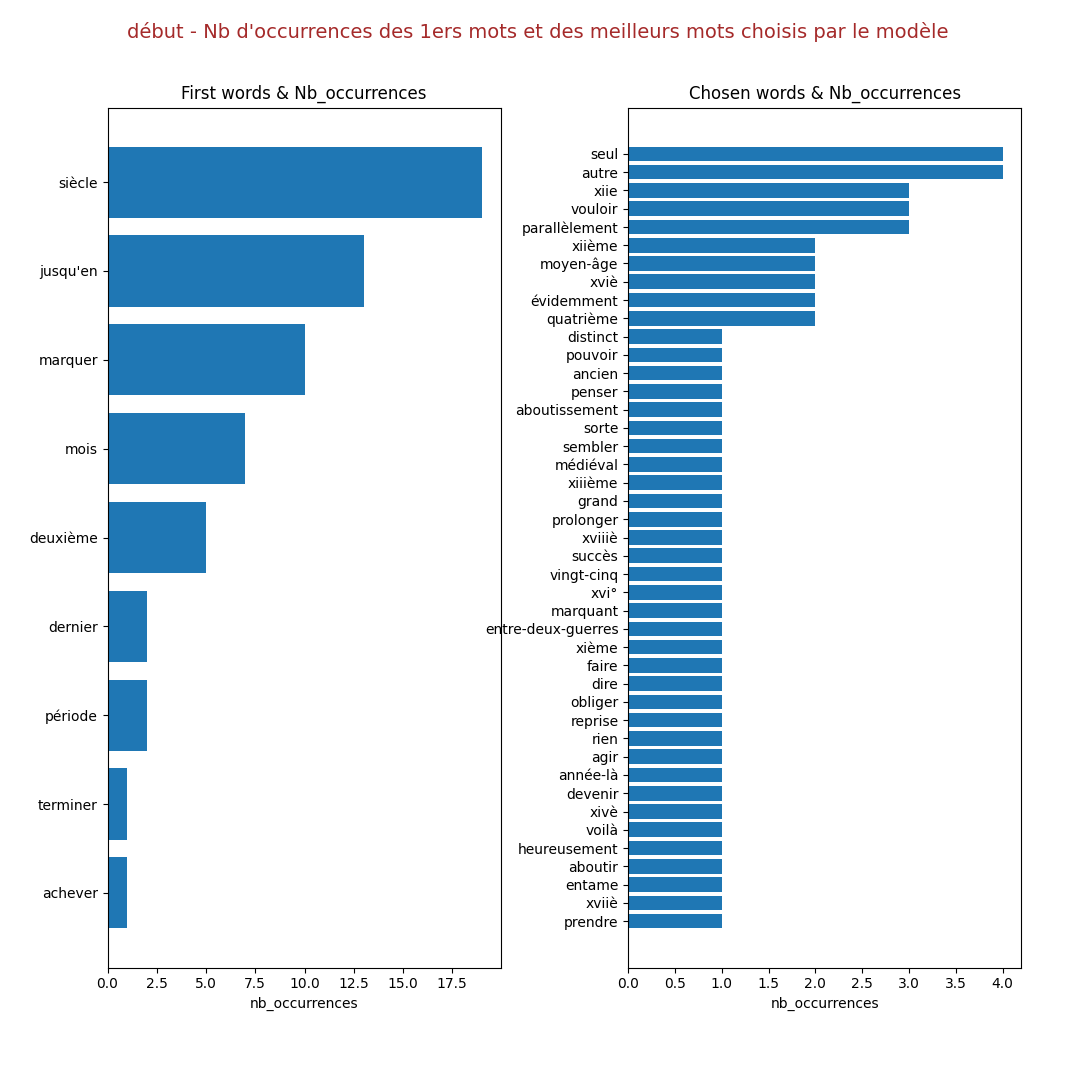 début - Nb d'occurrences des 1ers mots et des meilleurs mots choisis par le modèle
First words & Nb_occurrences
siècle
jusqu'en
marquer
mois
deuxième
dernier
période
terminer
achever
0.0 2.5 5.0 7.5 10.0 12.5 15.0 17.5
nb_occurrences
Chosen words & Nb_occurrences
seul
autre
xiie
vouloir
parallèlement
xiième
moyen-âge
xviè
évidemment
quatrième
distinct
pouvoir
ancien
penser
aboutissement
sorte
sembler
médiéval
xiiième
grand
prolonger
xviiiè
succès
vingt-cinq
xvi°
marquant
entre-deux-guerres
xième
faire
dire
obliger
reprise
rien
agir
année-là
devenir
xivè
voilà
heureusement
aboutir
entame
xviiè
prendre
0.0 0.5 1.0 1.5 2.0 2.5 3.0 3.5 4.0
nb_occurrences